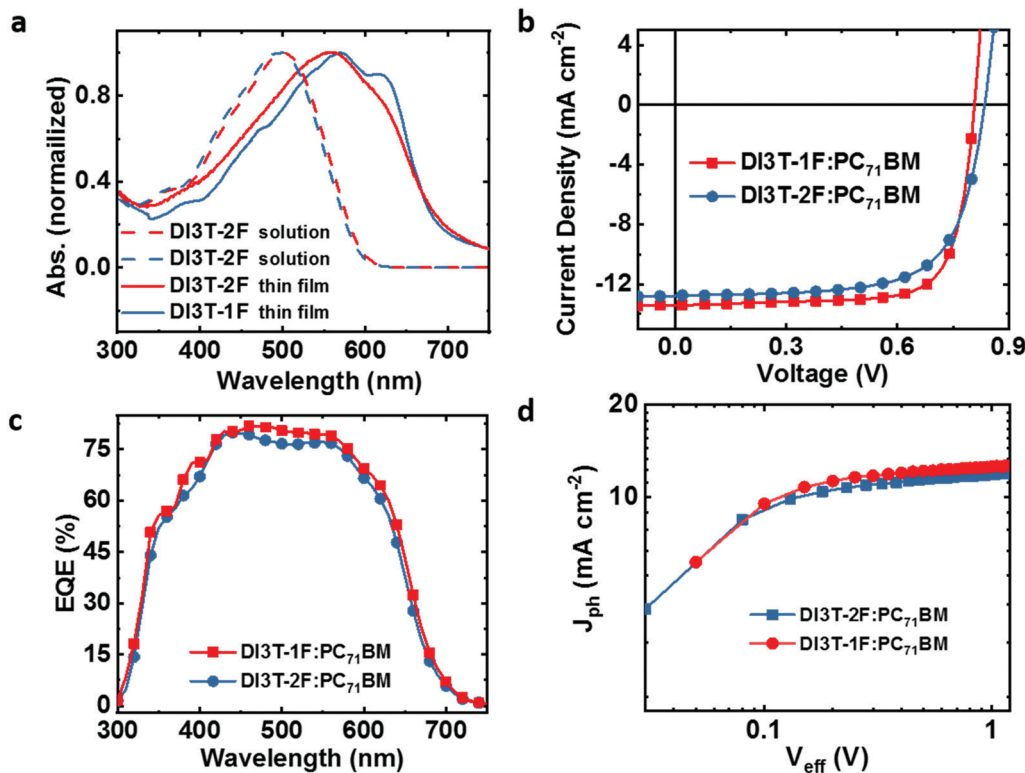 a
Abs. (normailized)
0.8
0.4
0.0
DI3T-2F solution
DI3T-2F solution
DI3T-2F thin film
DI3T-1F thin film
300 400 500 600 700
Wavelength (nm)
b
Current Density (mA cm⁻²)
4
0
-4
-8
-12
DI3T-1F:PC₇₁BM
DI3T-2F:PC₇₁BM
0.0 0.3 0.6 0.9
Voltage (V)
c
EQE (%)
75
60
45
30
15
0
DI3T-1F:PC₇₁BM
DI3T-2F:PC₇₁BM
300 400 500 600 700
Wavelength (nm)
d
J_ph (mA cm⁻²)
20
10
DI3T-2F:PC₇₁BM
DI3T-1F:PC₇₁BM
0.1 1
V_eff (V)